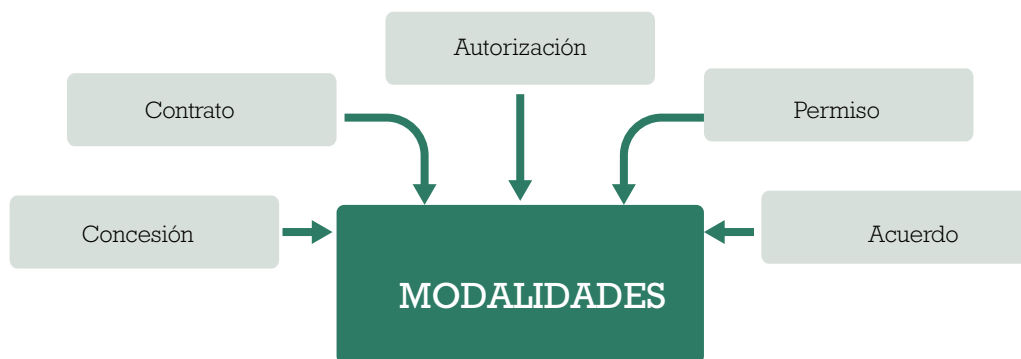 Autorización
Contrato
Permiso
Concesión
Acuerdo
MODALIDADES